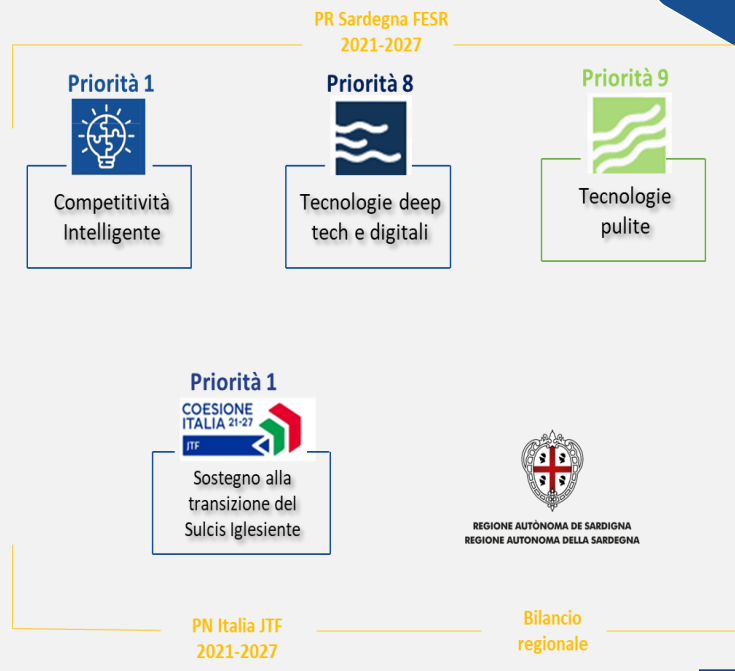 PR Sardegna FESR
2021-2027
Priorità 1
Priorità 8
Priorità 9
Competitività
Intelligente
Tecnologie deep
tech e digitali
Tecnologie
pulite
Priorità 1
COESIONE
ITALIA 21-27
JTF
Sostegno alla
transizione del
Sulcis Iglesiente
REGIONE AUTÒNOMA DE SARDIGNA
REGIONE AUTONOMA DELLA SARDEGNA
PN Italia JTF
2021-2027
Bilancio
regionale